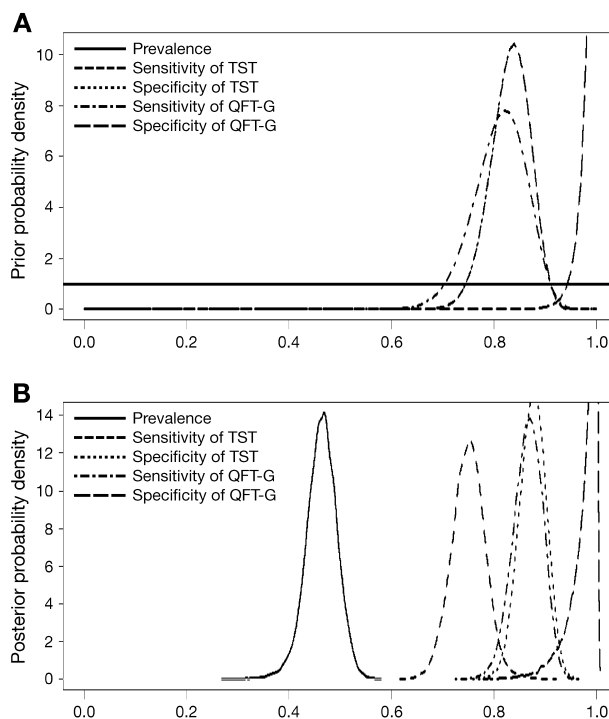 A
Prior probability density
10
8
6
4
2
0
Prevalence
Sensitivity of TST
Specificity of TST
Sensitivity of QFT-G
Specificity of QFT-G
0.0 0.2 0.4 0.6 0.8 1.0
B
Posterior probability density
14
12
10
8
6
4
2
0
Prevalence
Sensitivity of TST
Specificity of TST
Sensitivity of QFT-G
Specificity of QFT-G
0.0 0.2 0.4 0.6 0.8 1.0